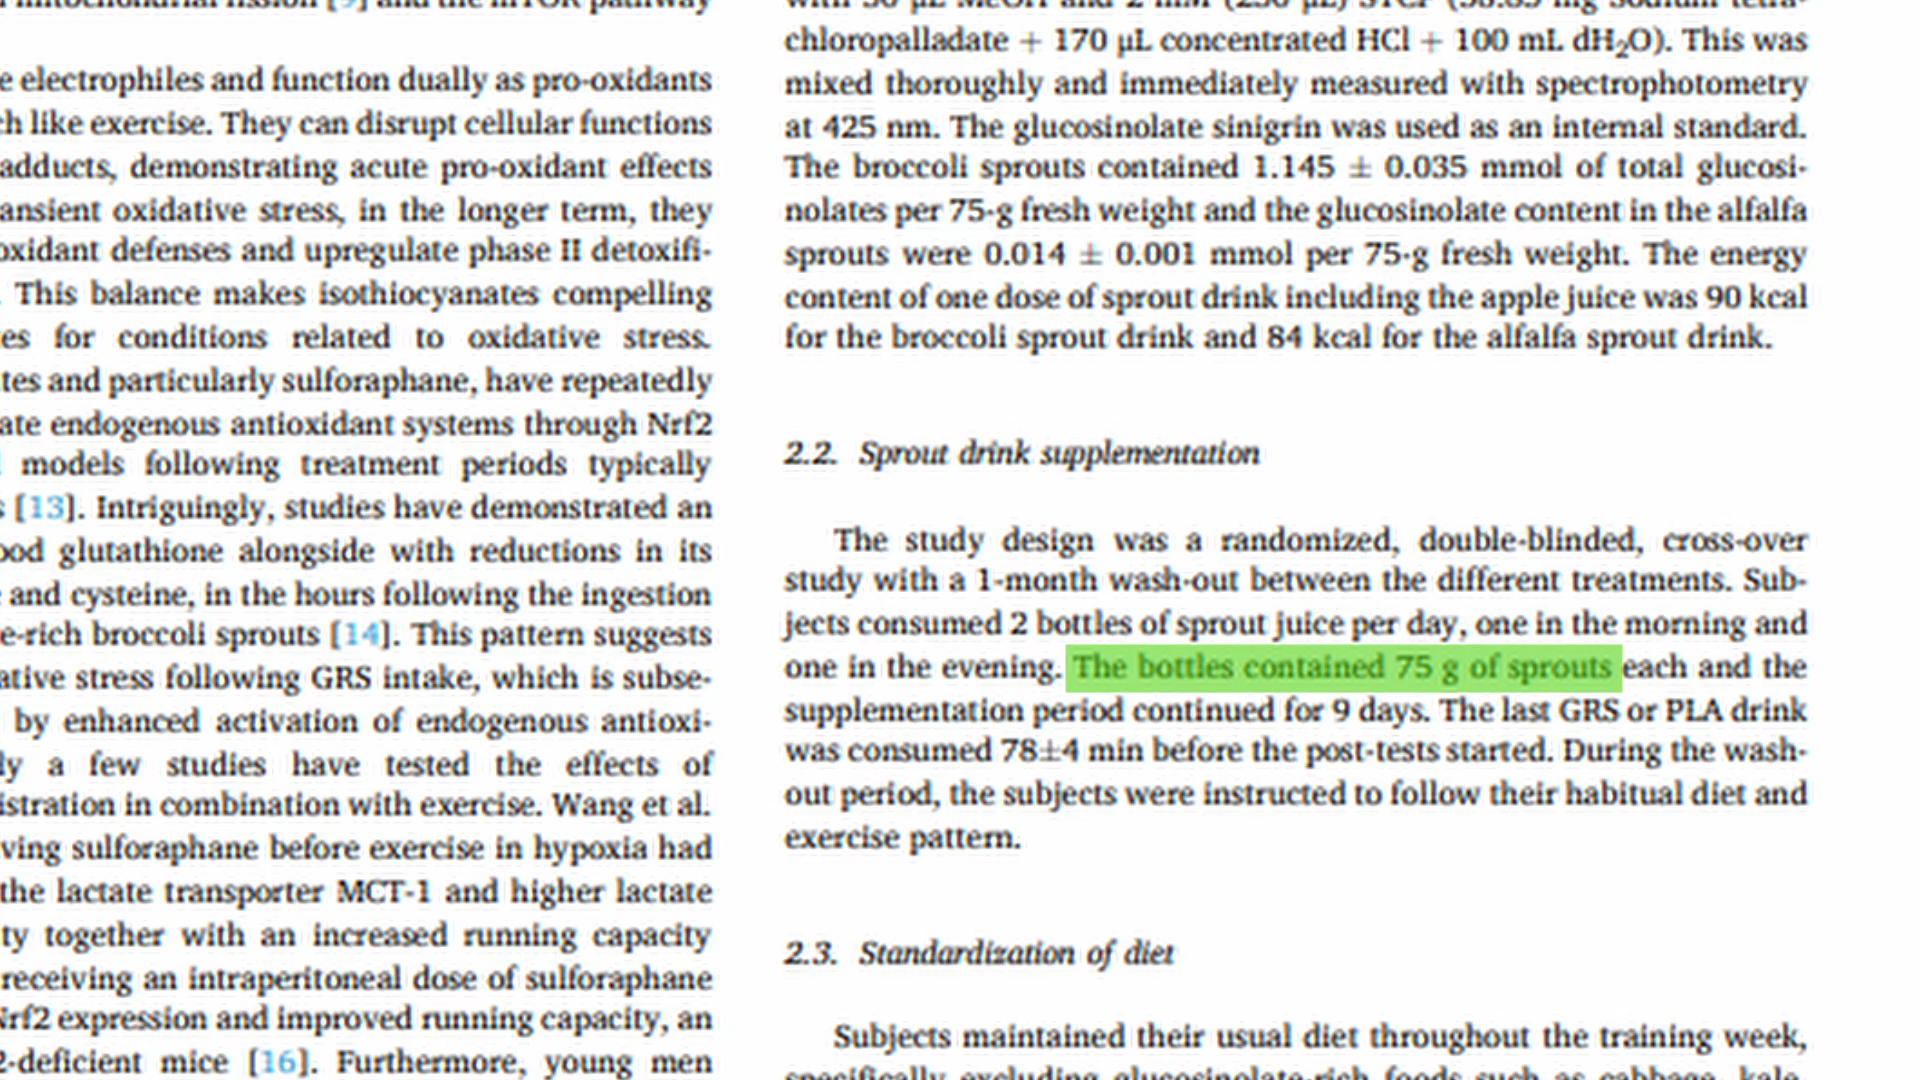 e electrophiles and function dually as pro-oxidants
h like exercise. They can disrupt cellular functions
adducts, demonstrating acute pro-oxidant effects
ansient oxidative stress, in the longer term, they
oxidant defenses and upregulate phase II detoxifi-
. This balance makes isothiocyanates compelling
es for conditions related to oxidative stress.
tes and particularly sulforaphane, have repeatedly
ate endogenous antioxidant systems through Nrf2
models following treatment periods typically
s [13]. Intriguingly, studies have demonstrated an
ood glutathione alongside with reductions in its
and cysteine, in the hours following the ingestion
e-rich broccoli sprouts [14]. This pattern suggests
ative stress following GRS intake, which is subse-
by enhanced activation of endogenous antioxi-
ly a few studies have tested the effects of
istration in combination with exercise. Wang et al.
ving sulforaphane before exercise in hypoxia had
the lactate transporter MCT-1 and higher lactate
ty together with an increased running capacity
receiving an intraperitoneal dose of sulforaphane
Nrf2 expression and improved running capacity, an
2-deficient mice [16]. Furthermore, young men
chloropalladate + 170 µL concentrated HCl + 100 mL dH₂O). This was
mixed thoroughly and immediately measured with spectrophotometry
at 425 nm. The glucosinolate sinigrin was used as an internal standard.
The broccoli sprouts contained 1.145 ± 0.035 mmol of total glucosi-
nolates per 75-g fresh weight and the glucosinolate content in the alfalfa
sprouts were 0.014 ± 0.001 mmol per 75-g fresh weight. The energy
content of one dose of sprout drink including the apple juice was 90 kcal
for the broccoli sprout drink and 84 kcal for the alfalfa sprout drink.
2.2. Sprout drink supplementation
The study design was a randomized, double-blinded, cross-over
study with a 1-month wash-out between the different treatments. Sub-
jects consumed 2 bottles of sprout juice per day, one in the morning and
one in the evening. The bottles contained 75 g of sprouts each and the
supplementation period continued for 9 days. The last GRS or PLA drink
was consumed 78±4 min before the post-tests started. During the wash-
out period, the subjects were instructed to follow their habitual diet and
exercise pattern.
2.3. Standardization of diet
Subjects maintained their usual diet throughout the training week,
specifically excluding glucosinolate-rich foods such as cabbage, kale,